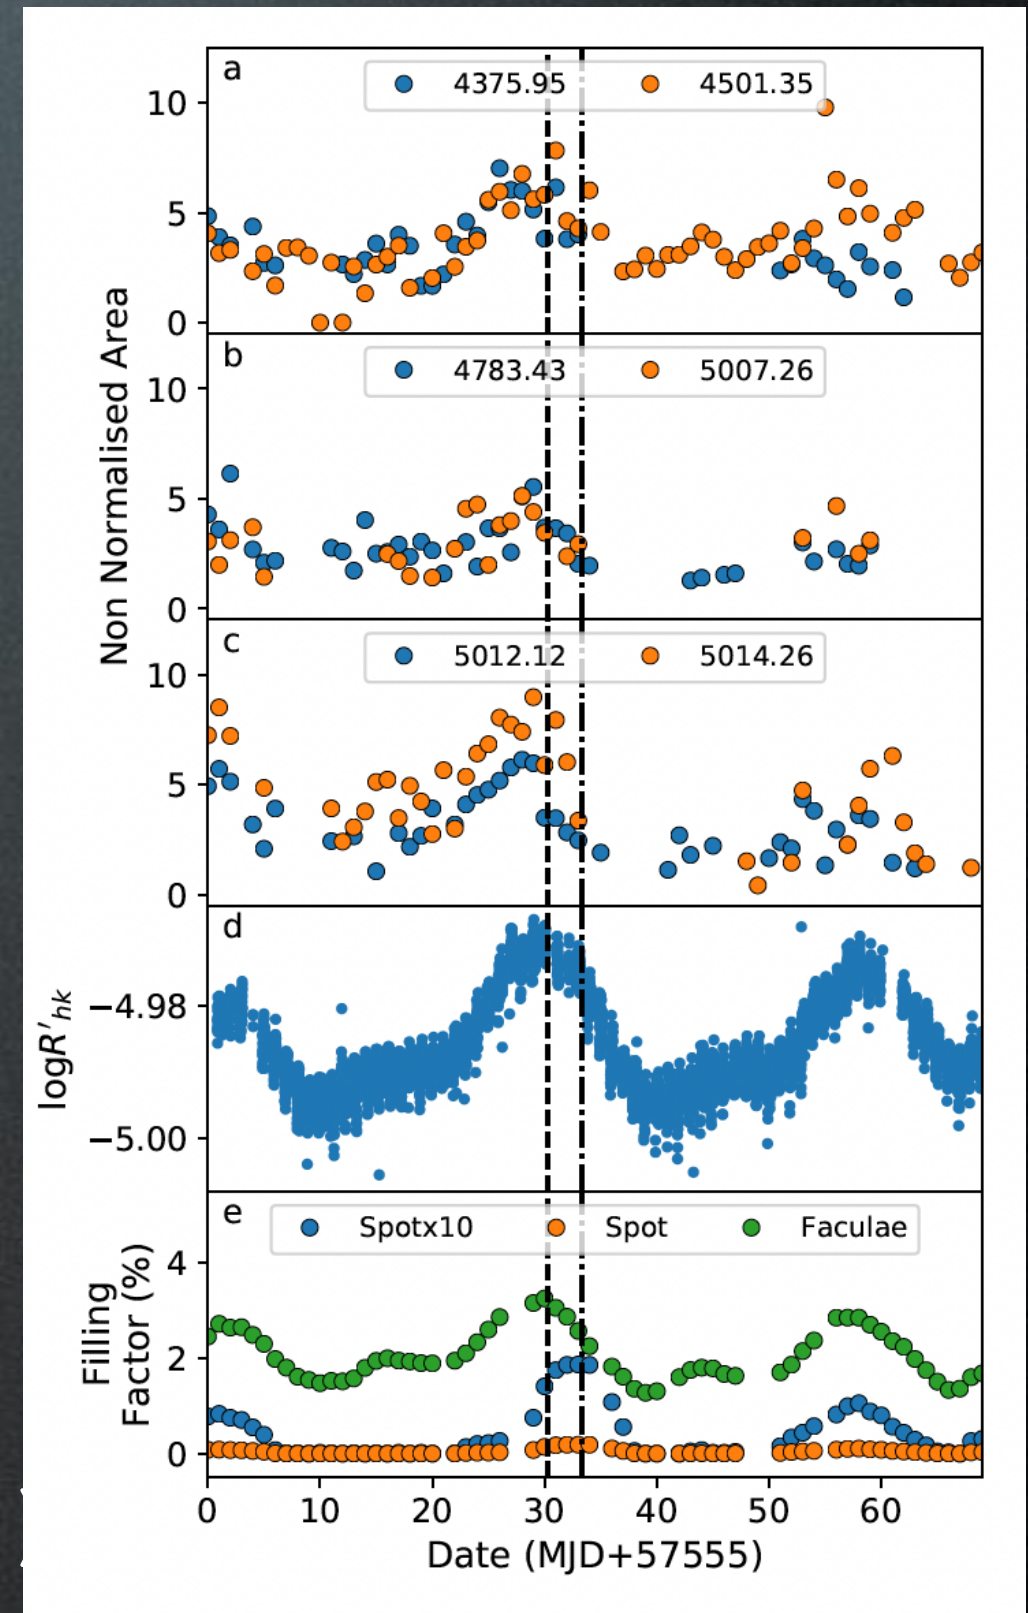 a
4375.95 4501.35
10
5
0
b
4783.43 5007.26
10
5
0
Non Normalised Area
c
5012.12 5014.26
10
5
0
d
logR'hk
−4.98
−5.00
e
Spotx10 Spot Faculae
Filling
Factor (%)
4
2
0
0 10 20 30 40 50 60
Date (MJD+57555)